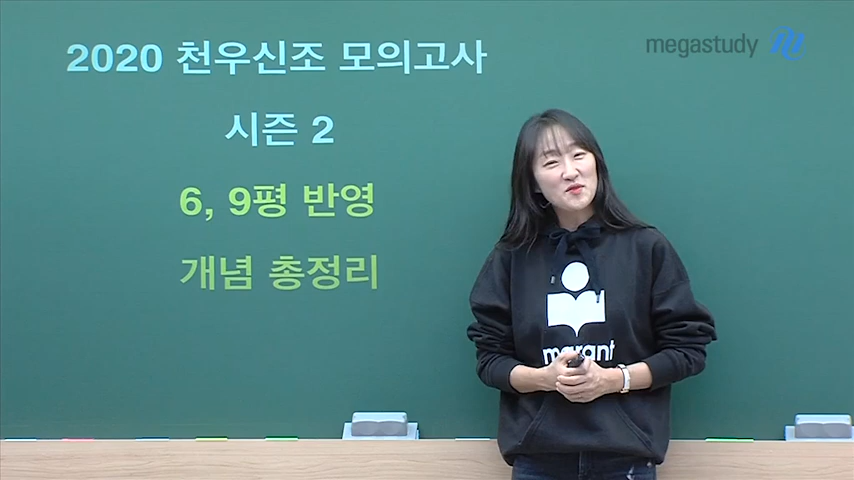 2020 천우신조 모의고사
megastudy
시즌 2
6, 9평 반영
개념 총정리
marant